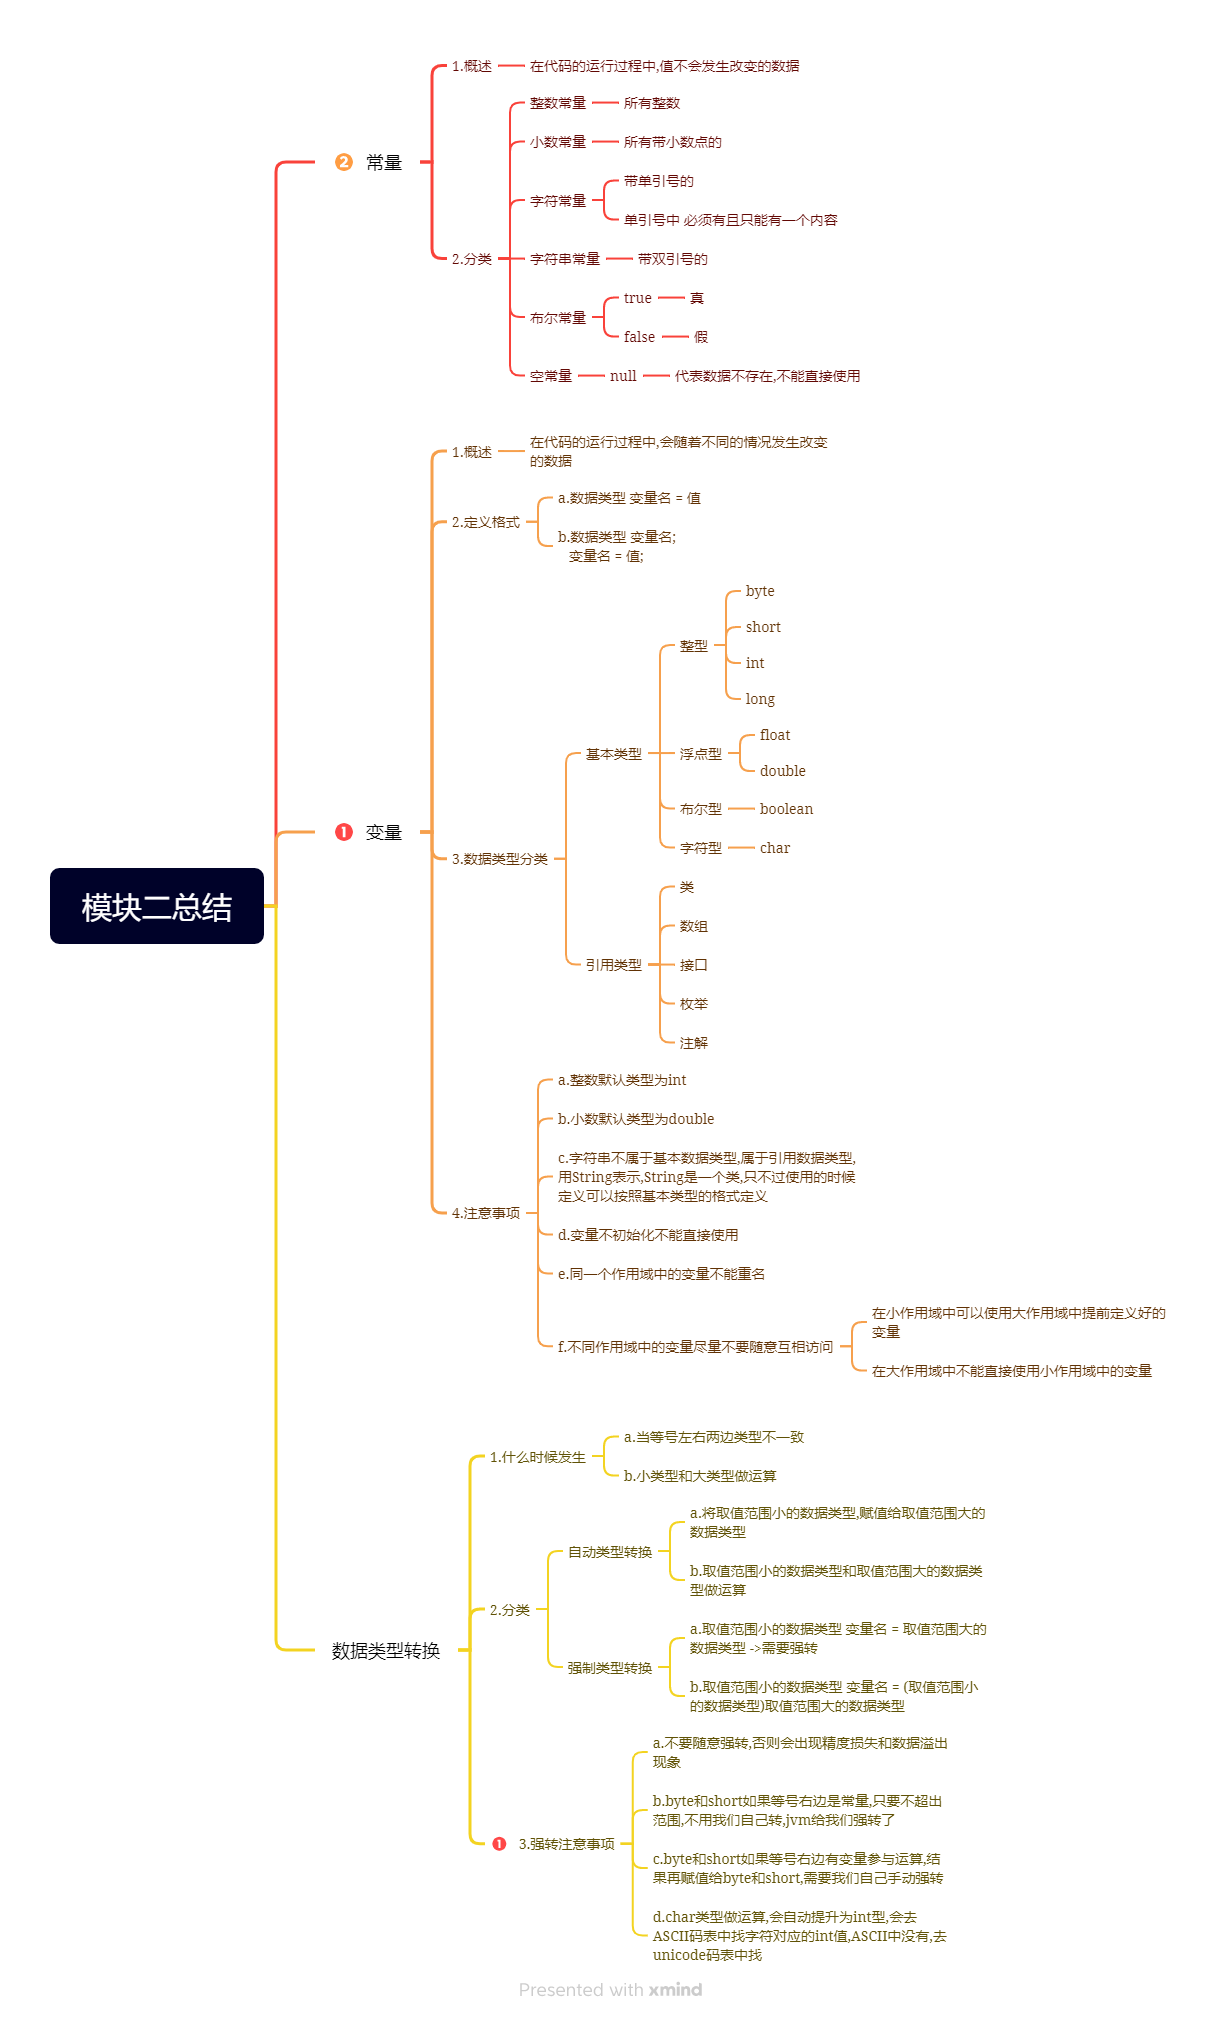 模块二总结
2 常量
1.概述
在代码的运行过程中,值不会发生改变的数据
2.分类
整数常量
所有整数
小数常量
所有带小数点的
字符常量
带单引号的
单引号中 必须有且只能有一个内容
字符串常量
带双引号的
布尔常量
true
真
false
假
空常量
null
代表数据不存在,不能直接使用
1 变量
1.概述
在代码的运行过程中,会随着不同的情况发生改变
的数据
2.定义格式
a.数据类型 变量名 = 值
b.数据类型 变量名;
变量名 = 值;
3.数据类型分类
基本类型
整型
byte
short
int
long
浮点型
float
double
布尔型
boolean
字符型
char
引用类型
类
数组
接口
枚举
注解
4.注意事项
a.整数默认类型为int
b.小数默认类型为double
c.字符串不属于基本数据类型,属于引用数据类型,
用String表示,String是一个类,只不过使用的时候
定义可以按照基本类型的格式定义
d.变量不初始化不能直接使用
e.同一个作用域中的变量不能重名
f.不同作用域中的变量尽量不要随意互相访问
在小作用域中可以使用大作用域中提前定义好的
变量
在大作用域中不能直接使用小作用域中的变量
数据类型转换
1.什么时候发生
a.当等号左右两边类型不一致
b.小类型和大类型做运算
2.分类
自动类型转换
a.将取值范围小的数据类型,赋值给取值范围大的
数据类型
b.取值范围小的数据类型和取值范围大的数据类
型做运算
强制类型转换
a.取值范围小的数据类型 变量名 = 取值范围大的
数据类型 ->需要强转
b.取值范围小的数据类型 变量名 = (取值范围小
的数据类型)取值范围大的数据类型
1 3.强转注意事项
a.不要随意强转,否则会出现精度损失和数据溢出
现象
b.byte和short如果等号右边是常量,只要不超出
范围,不用我们自己转,jvm给我们强转了
c.byte和short如果等号右边有变量参与运算,结
果再赋值给byte和short,需要我们自己手动强转
d.char类型做运算,会自动提升为int型,会去
ASCII码表中找字符对应的int值,ASCII中没有,去
unicode码表中找
Presented with xmind